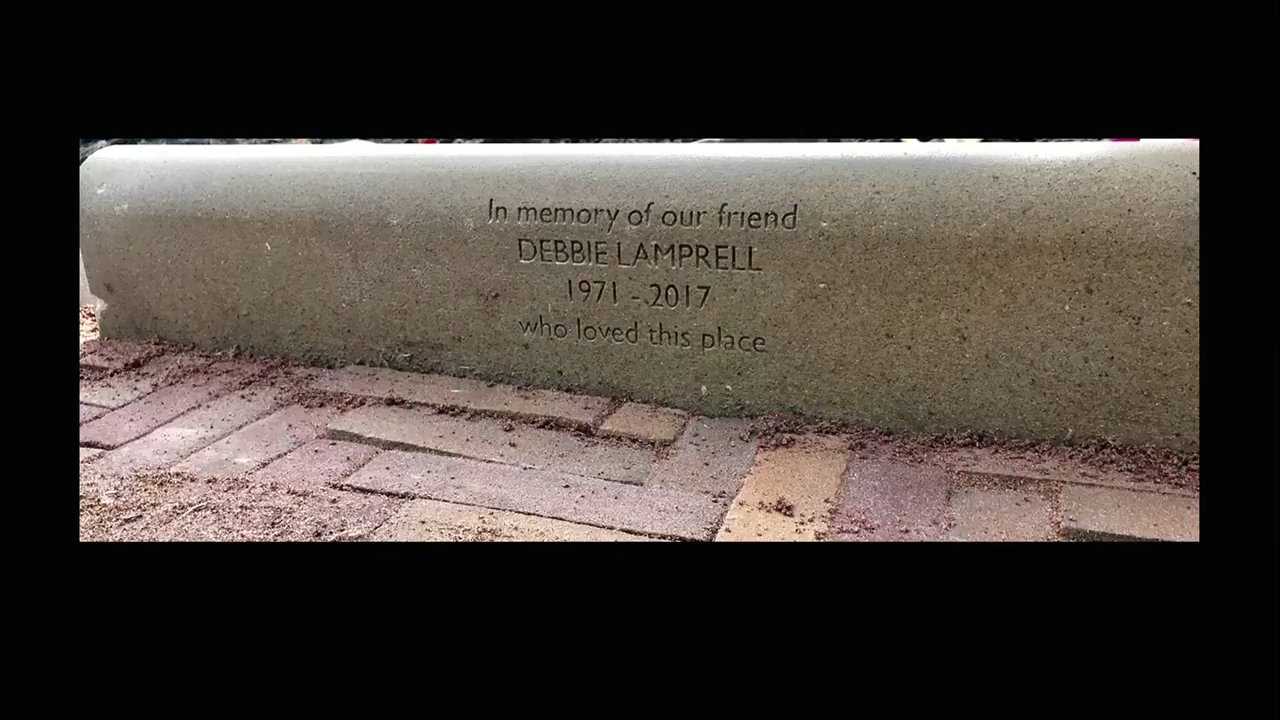 In memory of our friend
DEBBIE LAMPRELL
1971 - 2017
who loved this place